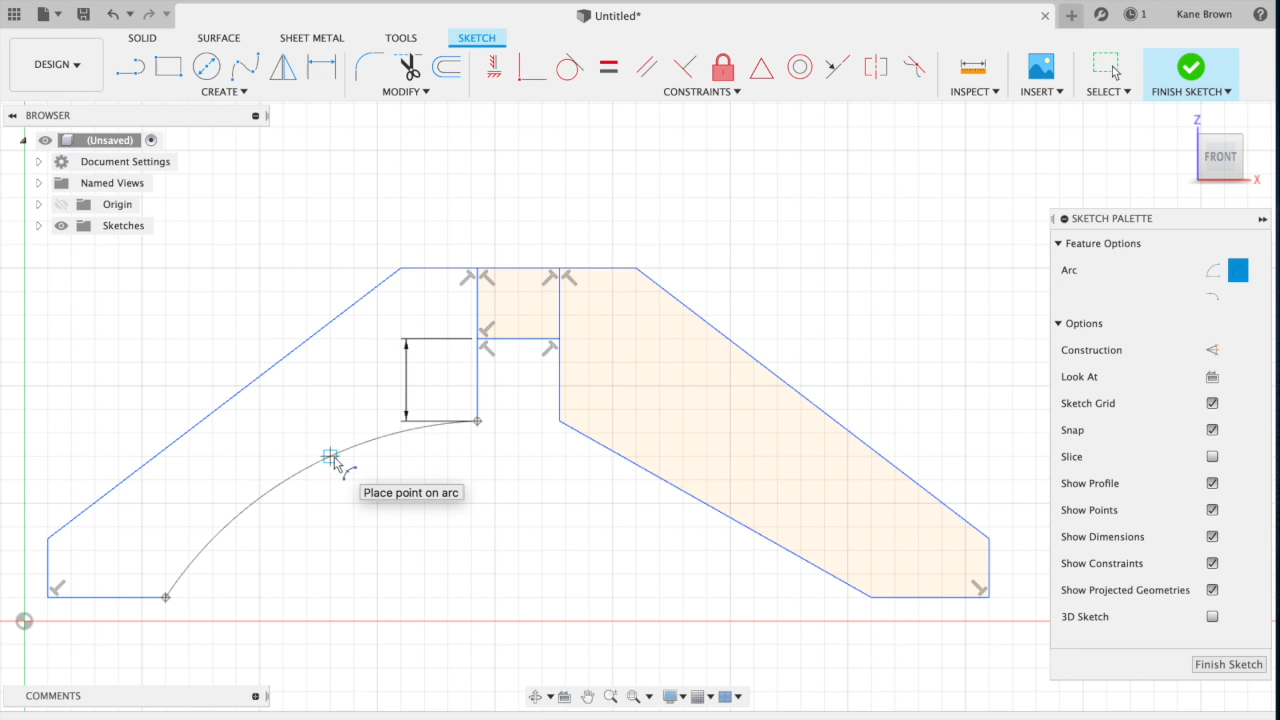 Untitled*
1
Kane Brown
SOLID
SURFACE
SHEET METAL
TOOLS
SKETCH
DESIGN
CREATE
MODIFY
CONSTRAINTS
INSPECT
INSERT
SELECT
FINISH SKETCH
BROWSER
(Unsaved)
Document Settings
Named Views
Origin
Sketches
Z
FRONT
X
SKETCH PALETTE
Feature Options
Arc
Options
Construction
Look At
Sketch Grid
Snap
Slice
Show Profile
Show Points
Show Dimensions
Show Constraints
Show Projected Geometries
3D Sketch
Finish Sketch
Place point on arc
COMMENTS